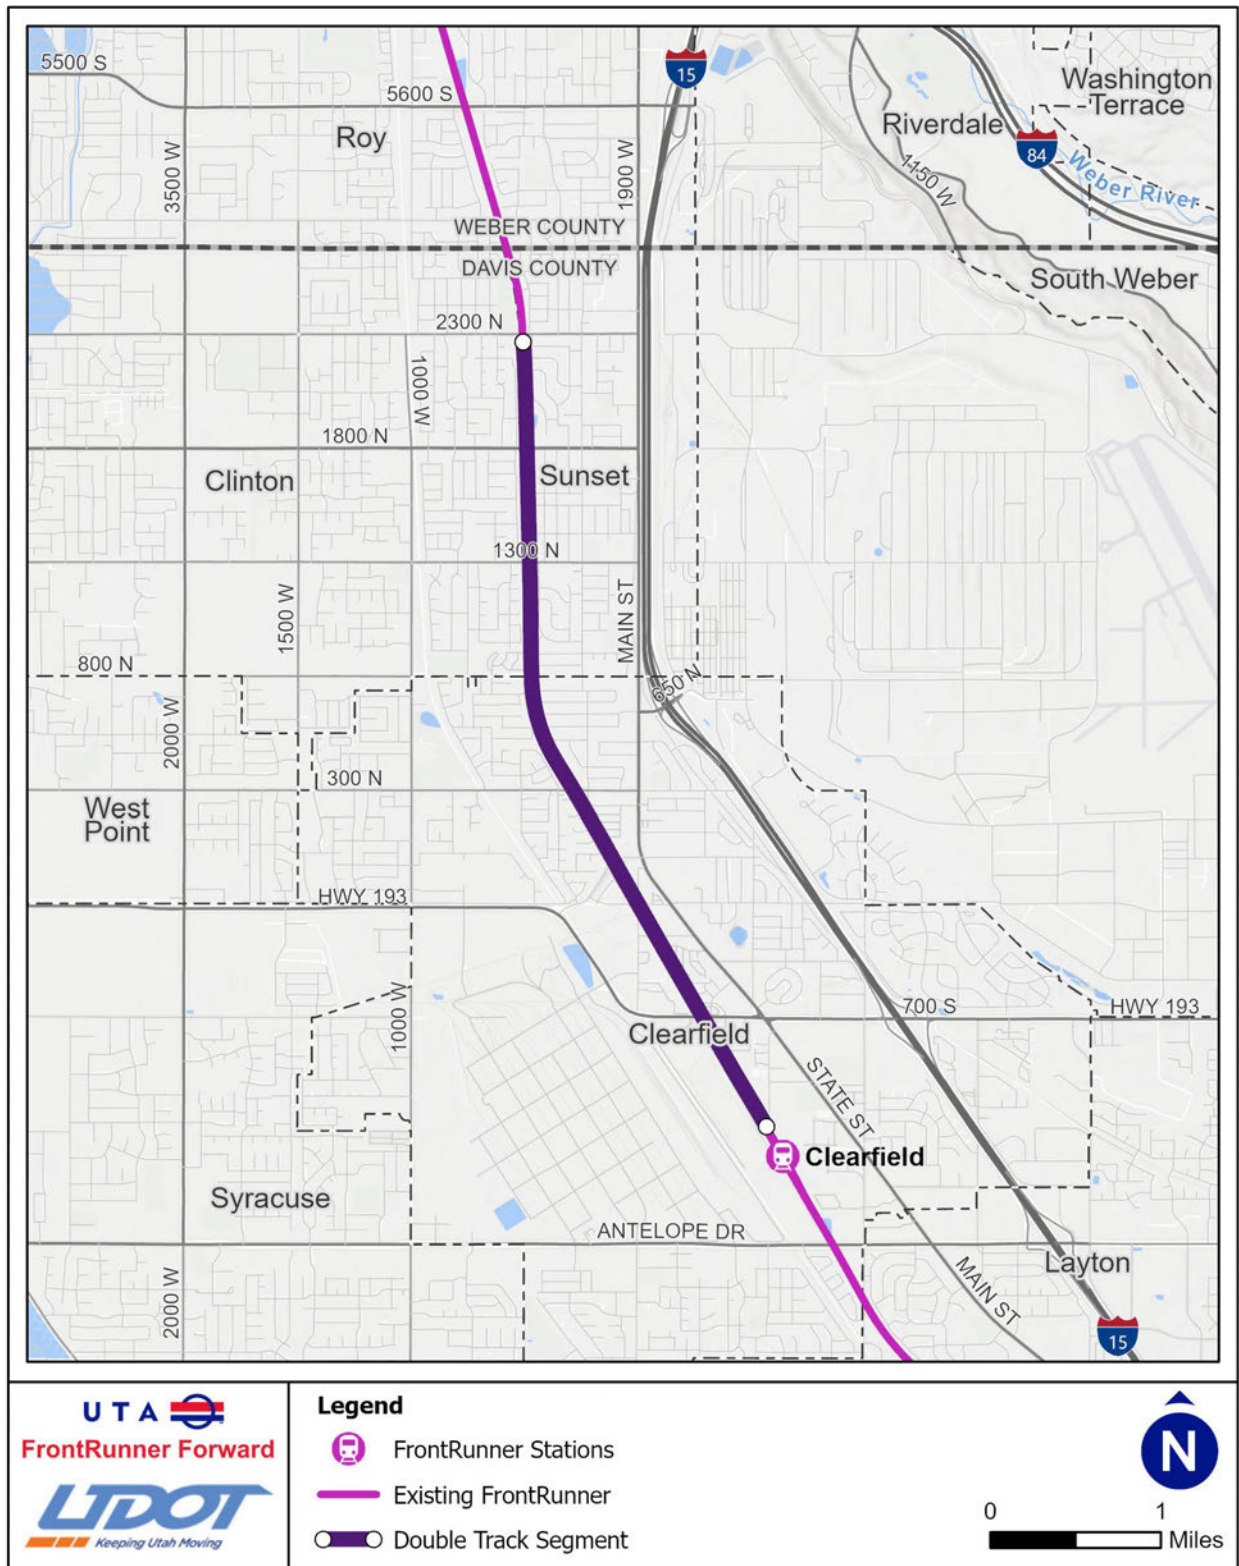 5500 S
15
Washington
Terrace
5600 S
Riverdale
Roy
84
3500 W
1900 W
1150 W
Weber River
WEBER COUNTY
DAVIS COUNTY
South Weber
2300 N
1000 W
1800 N
Clinton
Sunset
1300 N
1500 W
MAIN ST
800 N
650 N
2000 W
300 N
West
Point
HWY 193
1000 W
700 S
HWY 193
Clearfield
STATE ST
Clearfield
Syracuse
ANTELOPE DR
Layton
MAIN ST
2000 W
15
UTA
FrontRunner Forward
UDOT
Keeping Utah Moving
Legend
FrontRunner Stations
Existing FrontRunner
Double Track Segment
N
0 1
Miles